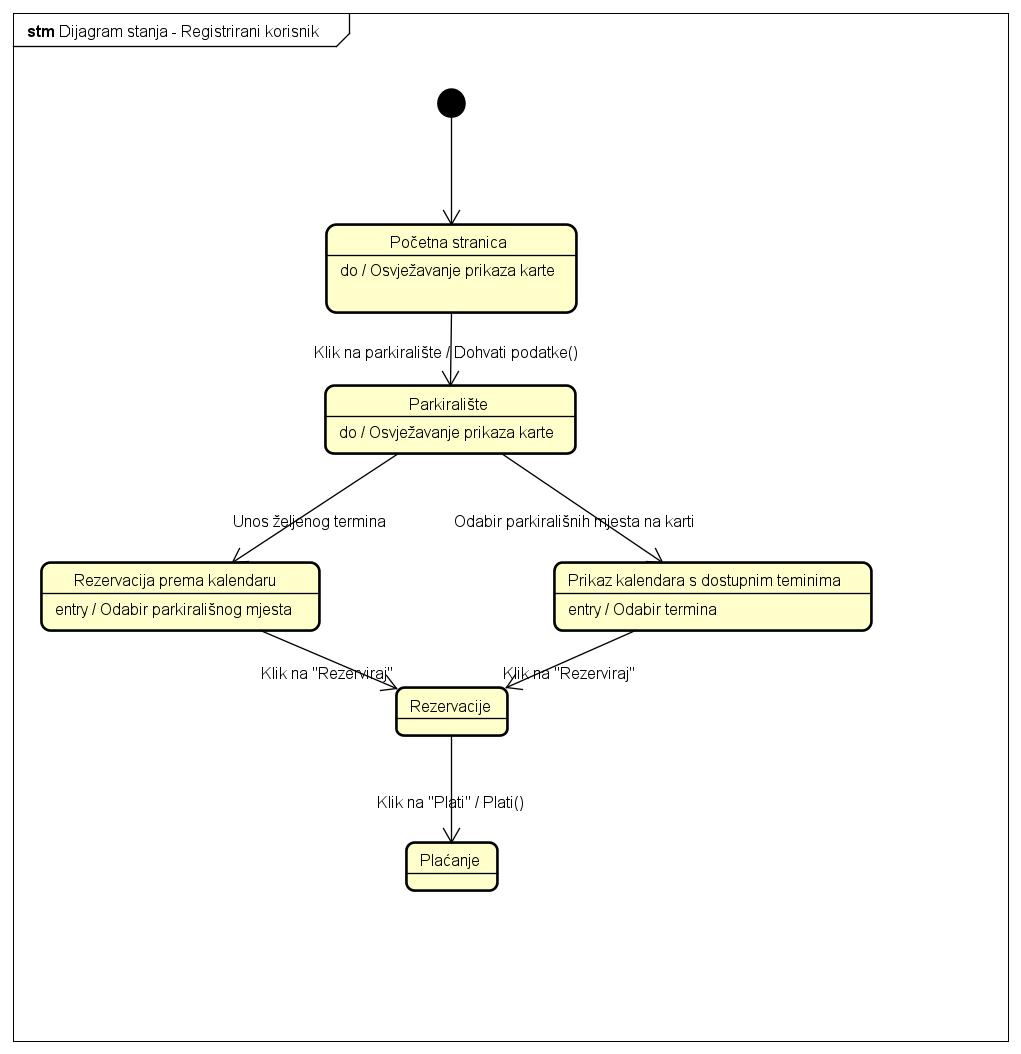 stm Dijagram stanja - Registrirani korisnik
Početna stranica
do / Osvježavanje prikaza karte
Klik na parkiralište / Dohvati podatke()
Parkiralište
do / Osvježavanje prikaza karte
Unos željenog termina
Odabir parkirališnih mjesta na karti
Rezervacija prema kalendaru
entry / Odabir parkirališnog mjesta
Prikaz kalendara s dostupnim teminima
entry / Odabir termina
Klik na "Rezerviraj"
Klik na "Rezerviraj"
Rezervacije
Klik na "Plati" / Plati()
Plaćanje